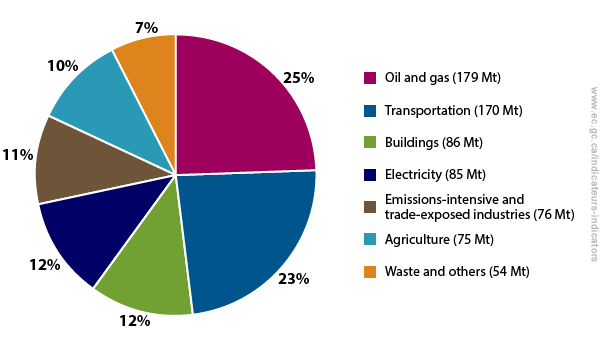 7%
10%
25%
11%
12%
12%
23%
Oil and gas (179 Mt)
Transportation (170 Mt)
Buildings (86 Mt)
Electricity (85 Mt)
Emissions-intensive and
trade-exposed industries (76 Mt)
Agriculture (75 Mt)
Waste and others (54 Mt)
www.ec.gc.ca/indicateurs-indicators